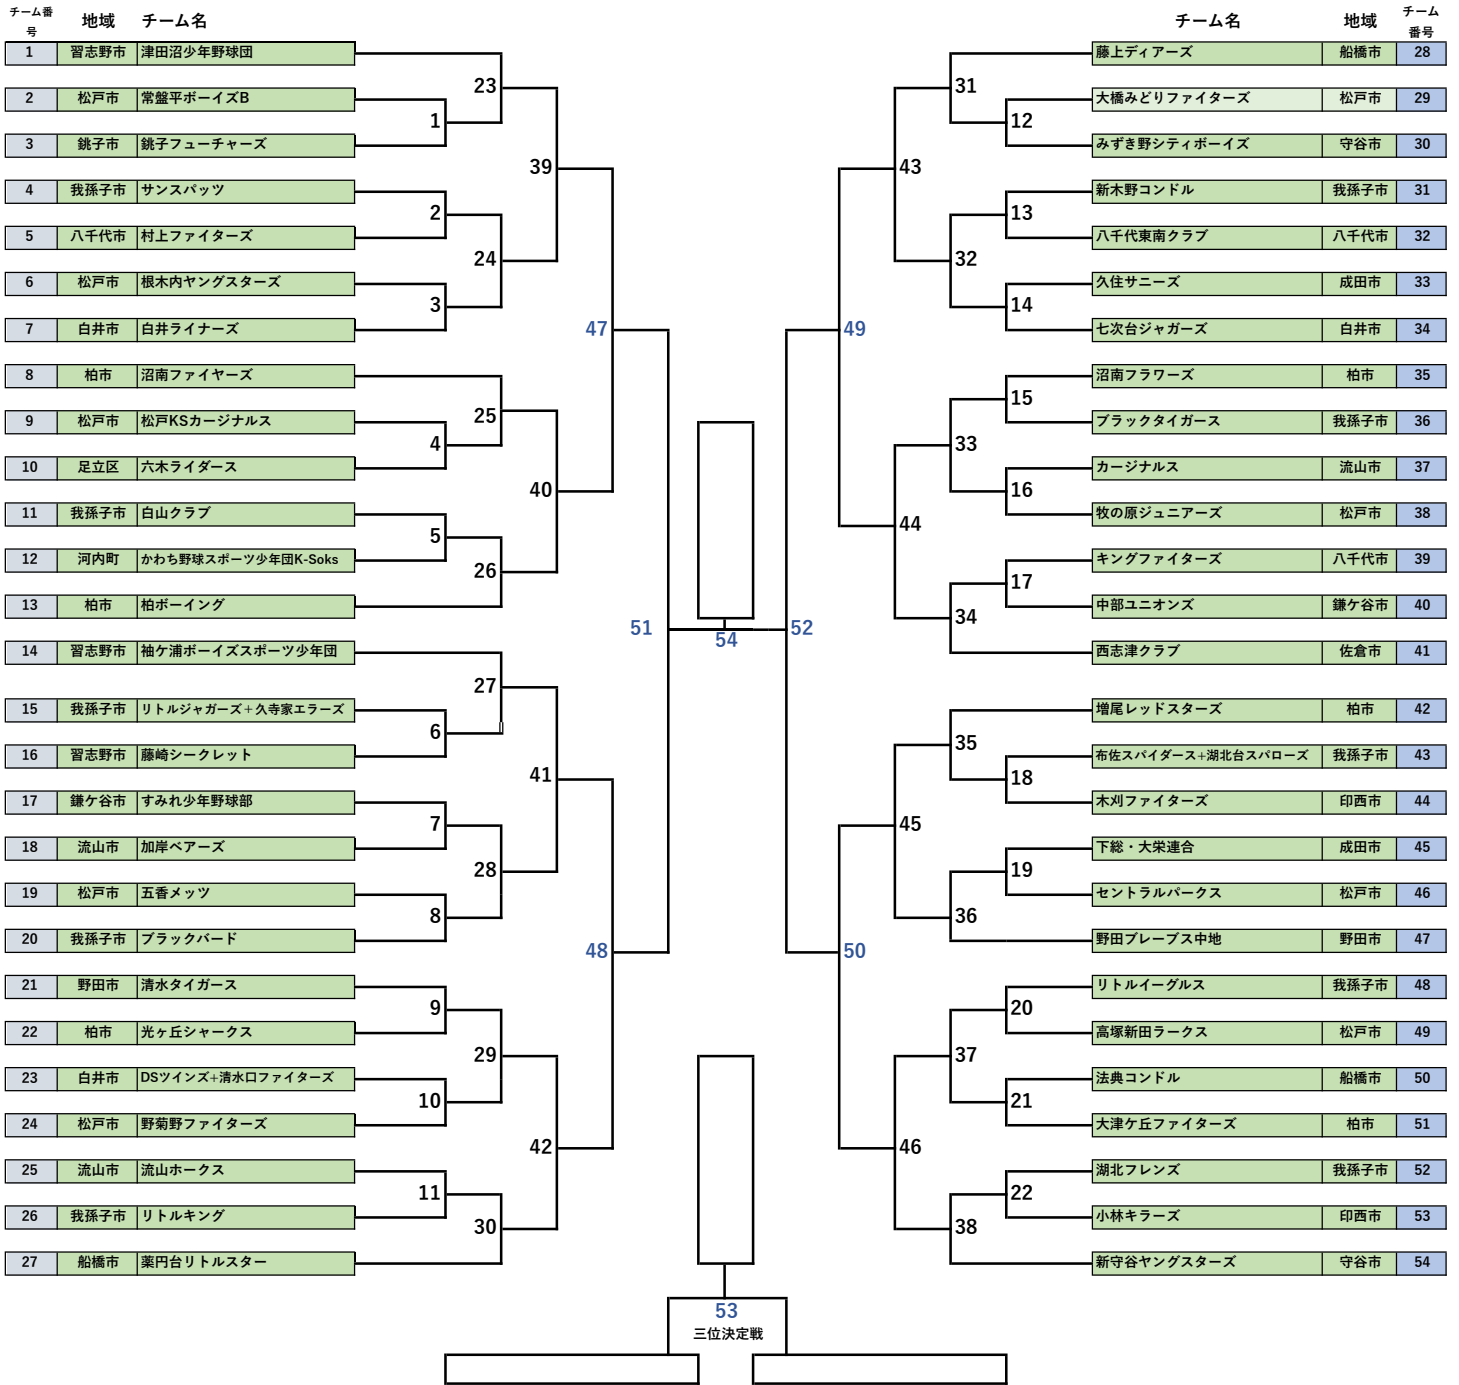 チーム番号 地域 チーム名
1 習志野市 津田沼少年野球団
2 松戸市 常盤平ボーイズB
3 銚子市 銚子フューチャーズ
4 我孫子市 サンスパッツ
5 八千代市 村上ファイターズ
6 松戸市 根木内ヤングスターズ
7 白井市 白井ライナーズ
8 柏市 沼南ファイヤーズ
9 松戸市 松戸KSカージナルス
10 足立区 六木ライダース
11 我孫子市 白山クラブ
12 河内町 かわち野球スポーツ少年団K-Soks
13 柏市 柏ボーイング
14 習志野市 袖ケ浦ボーイズスポーツ少年団
15 我孫子市 リトルジャガーズ＋久寺家エラーズ
16 習志野市 藤崎シークレット
17 鎌ケ谷市 すみれ少年野球部
18 流山市 加岸ベアーズ
19 松戸市 五香メッツ
20 我孫子市 ブラックバード
21 野田市 清水タイガース
22 柏市 光ヶ丘シャークス
23 白井市 DSツインズ+清水口ファイターズ
24 松戸市 野菊野ファイターズ
25 流山市 流山ホークス
26 我孫子市 リトルキング
27 船橋市 薬円台リトルスター
23
1
39
2
24
3
47
25
4
40
5
26
51
27
6
41
7
28
8
48
9
29
10
42
11
30
54
53
三位決定戦
31
12
43
13
32
14
49
15
33
16
44
17
34
52
35
18
45
19
36
50
20
37
21
46
22
38
チーム名 地域 チーム番号
藤上ディアーズ 船橋市 28
大橋みどりファイターズ 松戸市 29
みずき野シティボーイズ 守谷市 30
新木野コンドル 我孫子市 31
八千代東南クラブ 八千代市 32
久住サニーズ 成田市 33
七次台ジャガーズ 白井市 34
沼南フラワーズ 柏市 35
ブラックタイガース 我孫子市 36
カージナルス 流山市 37
牧の原ジュニアーズ 松戸市 38
キングファイターズ 八千代市 39
中部ユニオンズ 鎌ケ谷市 40
西志津クラブ 佐倉市 41
増尾レッドスターズ 柏市 42
布佐スパイダース+湖北台スパローズ 我孫子市 43
木刈ファイターズ 印西市 44
下総・大栄連合 成田市 45
セントラルパークス 松戸市 46
野田ブレーブス中地 野田市 47
リトルイーグルス 我孫子市 48
高塚新田ラークス 松戸市 49
法典コンドル 船橋市 50
大津ケ丘ファイターズ 柏市 51
湖北フレンズ 我孫子市 52
小林キラーズ 印西市 53
新守谷ヤングスターズ 守谷市 54